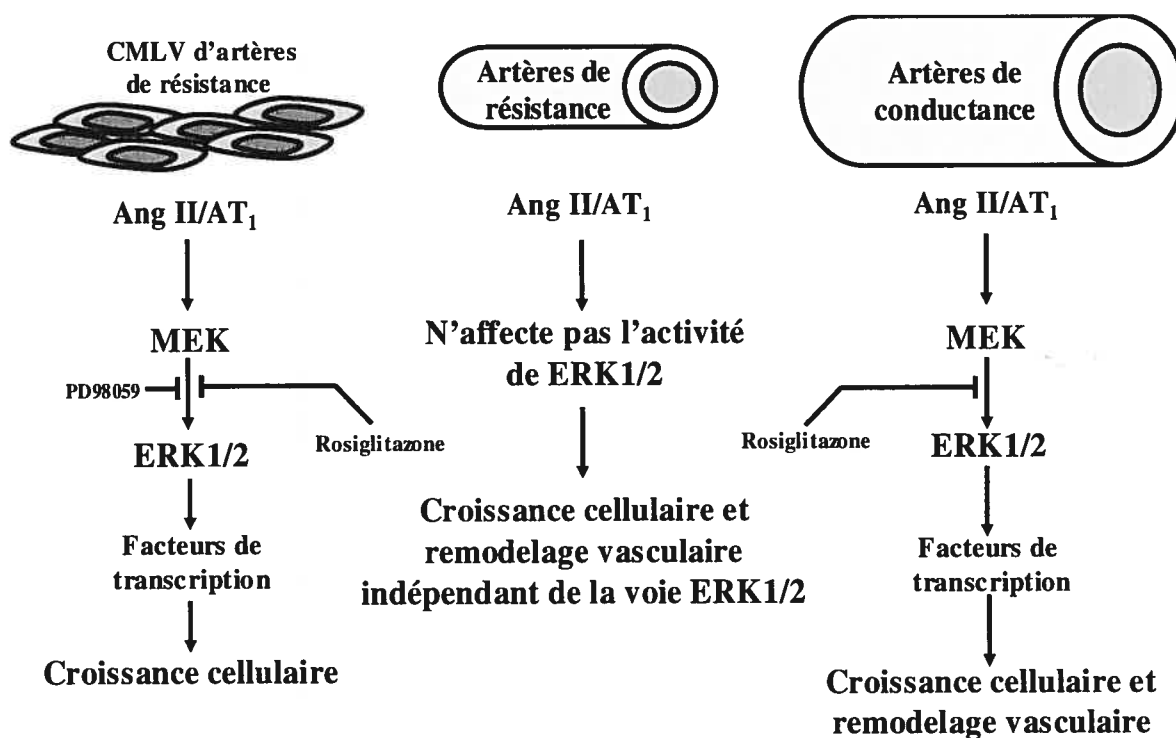 CMLV d'artères
de résistance
Ang II/AT₁
MEK
PD98059
Rosiglitazone
ERK1/2
Facteurs de
transcription
Croissance cellulaire
Artères de
résistance
Ang II/AT₁
N'affecte pas l'activité
de ERK1/2
Croissance cellulaire et
remodelage vasculaire
indépendant de la voie ERK1/2
Artères de
conductance
Ang II/AT₁
MEK
Rosiglitazone
ERK1/2
Facteurs de
transcription
Croissance cellulaire et
remodelage vasculaire